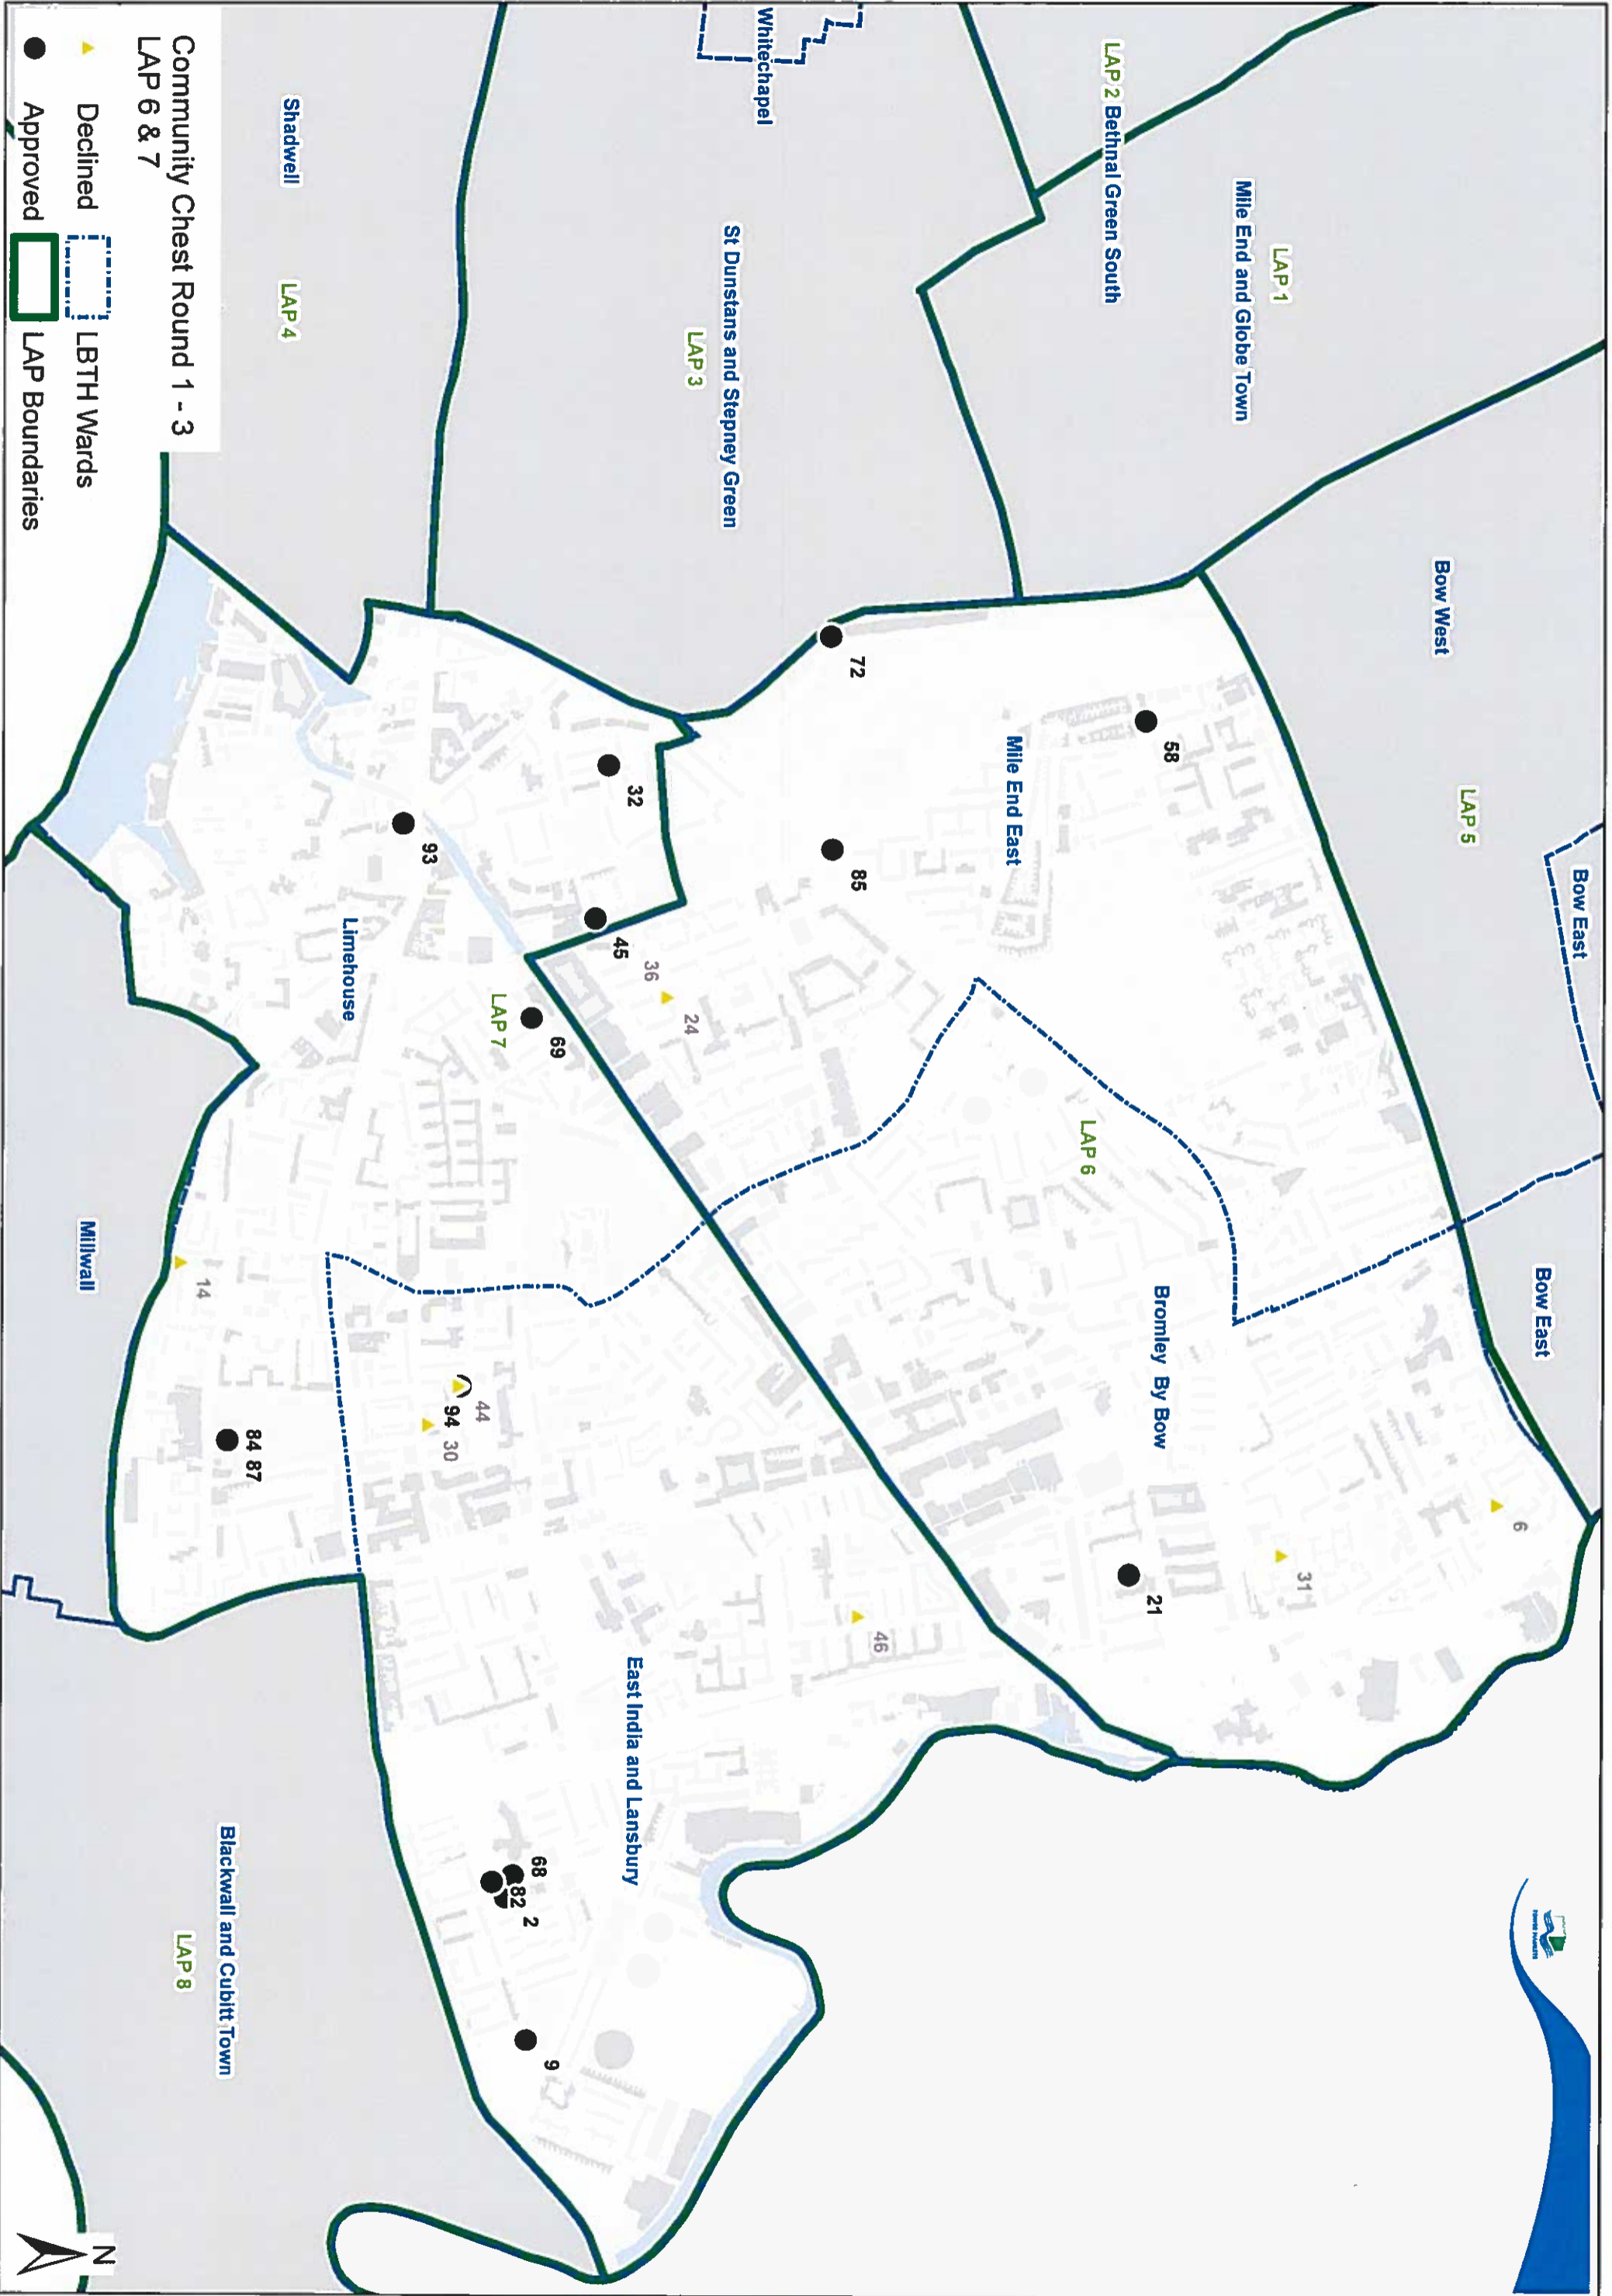 Community Chest Round 1 - 3
LAP 6 & 7
Declined
LBTH Wards
Approved
LAP Boundaries
Bow East
Bow West
LAP 5
Bow East
LAP 1
Mile End and Globe Town
LAP 2 Bethnal Green South
Whitechapel
St Dunstans and Stepney Green
LAP 3
Shadwell
LAP 4
6
31
58
21
Bromley By Bow
LAP 6
Mile End East
72
85
46
24
36
45
32
East India and Lansbury
69
LAP 7
68
82
2
9
44
94
30
93
Limehouse
84 87
14
Blackwall and Cubitt Town
LAP 8
Millwall
TOWER HAMLETS
N